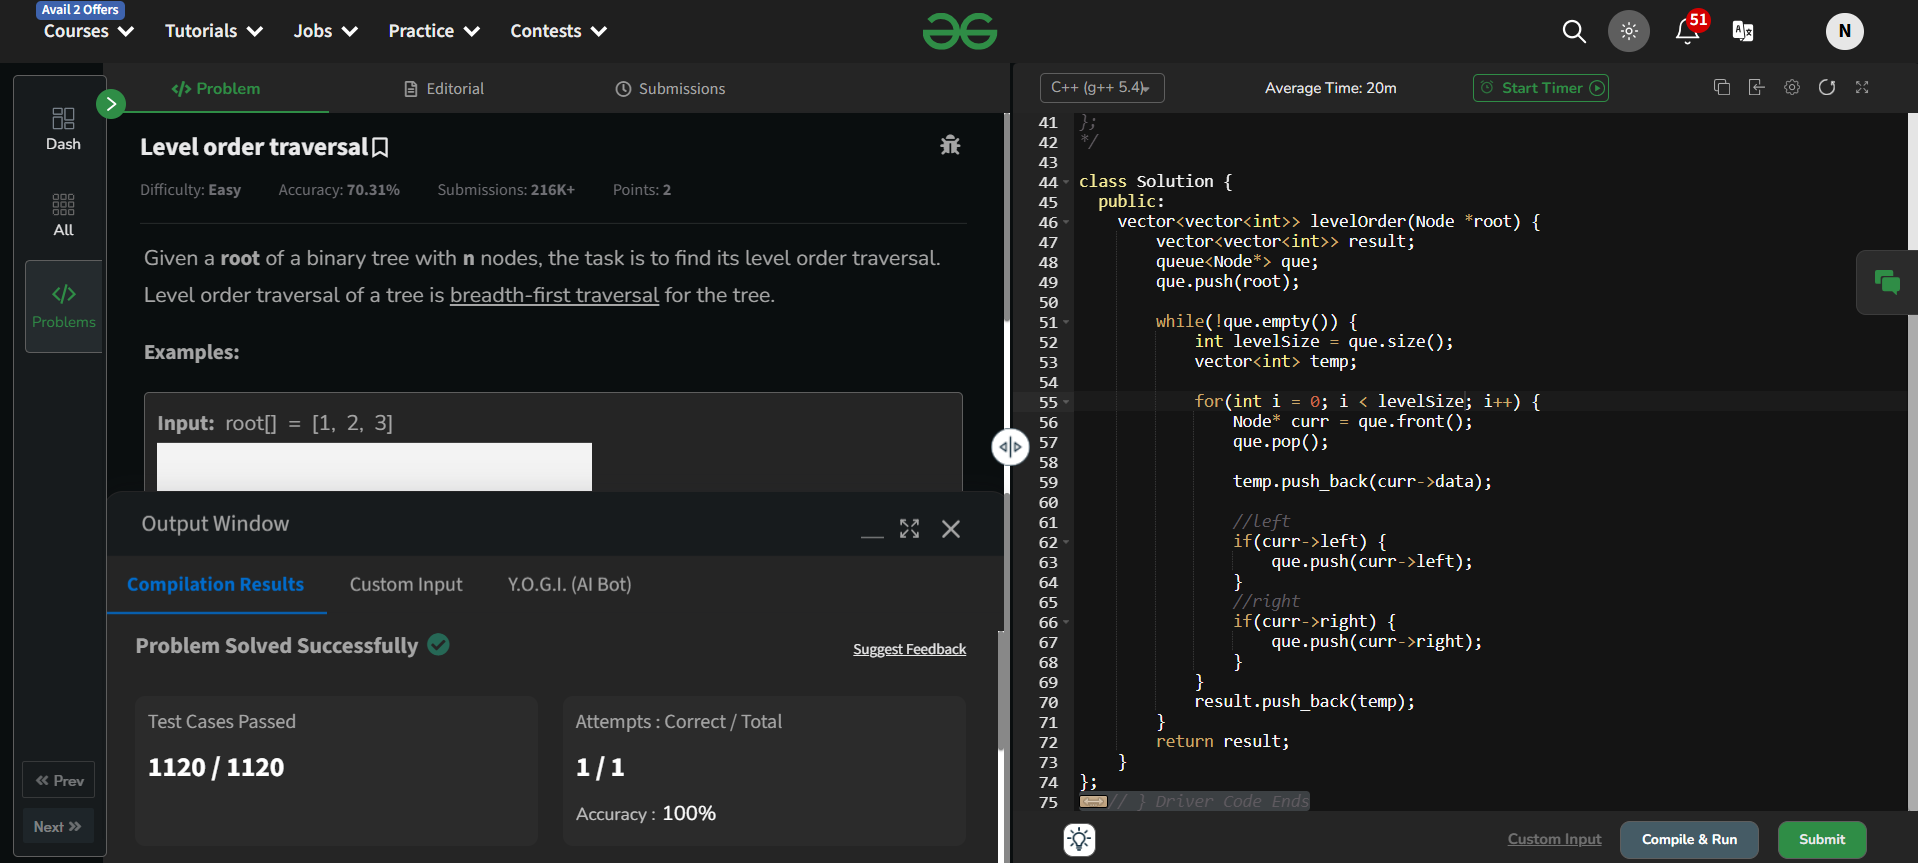 Avail 2 Offers
Courses Tutorials Jobs Practice Contests
51
N
Dash
All
Problems
Prev
Next
Problem Editorial Submissions
Level order traversal
Difficulty: Easy Accuracy: 70.31% Submissions: 216K+ Points: 2
Given a root of a binary tree with n nodes, the task is to find its level order traversal.
Level order traversal of a tree is breadth-first traversal for the tree.
Examples:
Input: root[] = [1, 2, 3]
Output Window
Compilation Results Custom Input Y.O.G.I. (AI Bot)
Problem Solved Successfully
Suggest Feedback
Test Cases Passed
1120 / 1120
Attempts : Correct / Total
1 / 1
Accuracy : 100%
C++ (g++ 5.4) Average Time: 20m Start Timer
41 };
42 */
43
44 class Solution {
45 public:
46 vector<vector<int>> levelOrder(Node *root) {
47 vector<vector<int>> result;
48 queue<Node*> que;
49 que.push(root);
50
51 while(!que.empty()) {
52 int levelSize = que.size();
53 vector<int> temp;
54
55 for(int i = 0; i < levelSize; i++) {
56 Node* curr = que.front();
57 que.pop();
58
59 temp.push_back(curr->data);
60
61 //left
62 if(curr->left) {
63 que.push(curr->left);
64 }
65 //right
66 if(curr->right) {
67 que.push(curr->right);
68 }
69 }
70 result.push_back(temp);
71 }
72 return result;
73 }
74 };
75 // } Driver Code Ends
Custom Input Compile & Run Submit